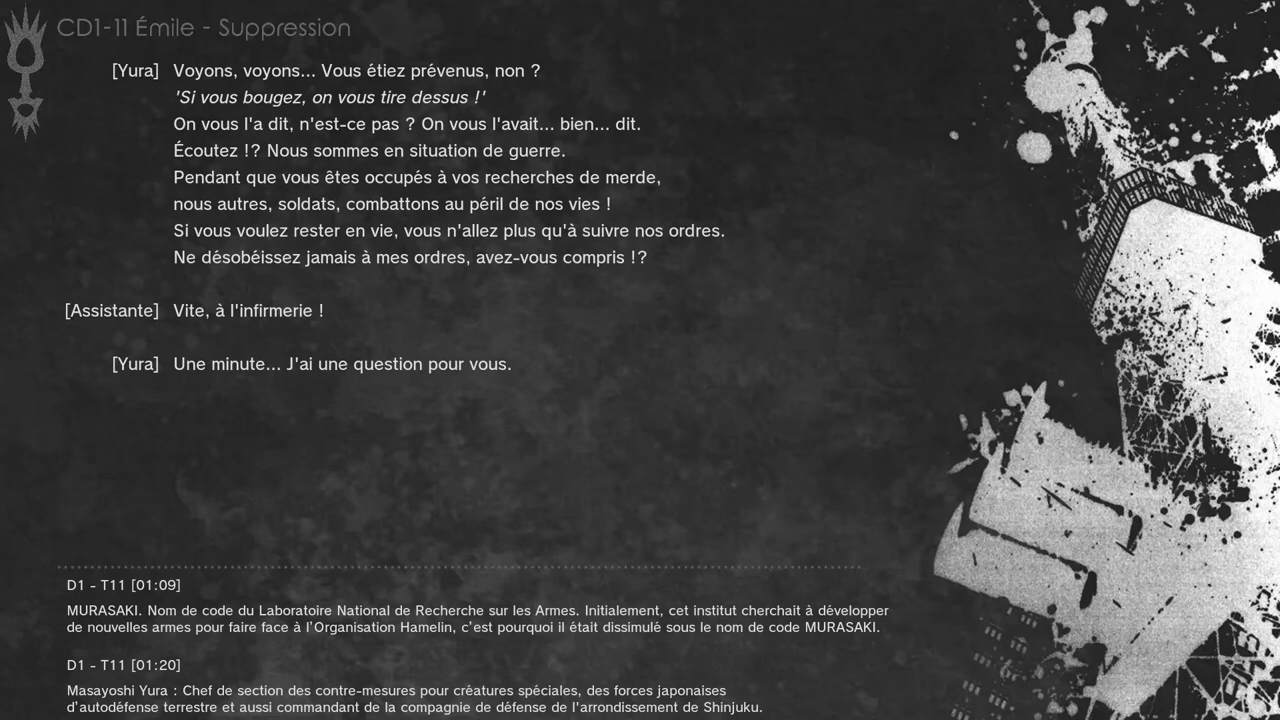 CD1-11 Émile - Suppression
[Yura] Voyons, voyons... Vous étiez prévenus, non ?
'Si vous bougez, on vous tire dessus !'
On vous l'a dit, n'est-ce pas ? On vous l'avait... bien... dit.
Écoutez !? Nous sommes en situation de guerre.
Pendant que vous êtes occupés à vos recherches de merde,
nous autres, soldats, combattons au péril de nos vies !
Si vous voulez rester en vie, vous n'allez plus qu'à suivre nos ordres.
Ne désobéissez jamais à mes ordres, avez-vous compris !?
[Assistante] Vite, à l'infirmerie !
[Yura] Une minute... J'ai une question pour vous.
D1 - T11 [01:09]
MURASAKI. Nom de code du Laboratoire National de Recherche sur les Armes. Initialement, cet institut cherchait à développer
de nouvelles armes pour faire face à l'Organisation Hamelin, c'est pourquoi il était dissimulé sous le nom de code MURASAKI.
D1 - T11 [01:20]
Masayoshi Yura : Chef de section des contre-mesures pour créatures spéciales, des forces japonaises
d'autodéfense terrestre et aussi commandant de la compagnie de défense de l'arrondissement de Shinjuku.